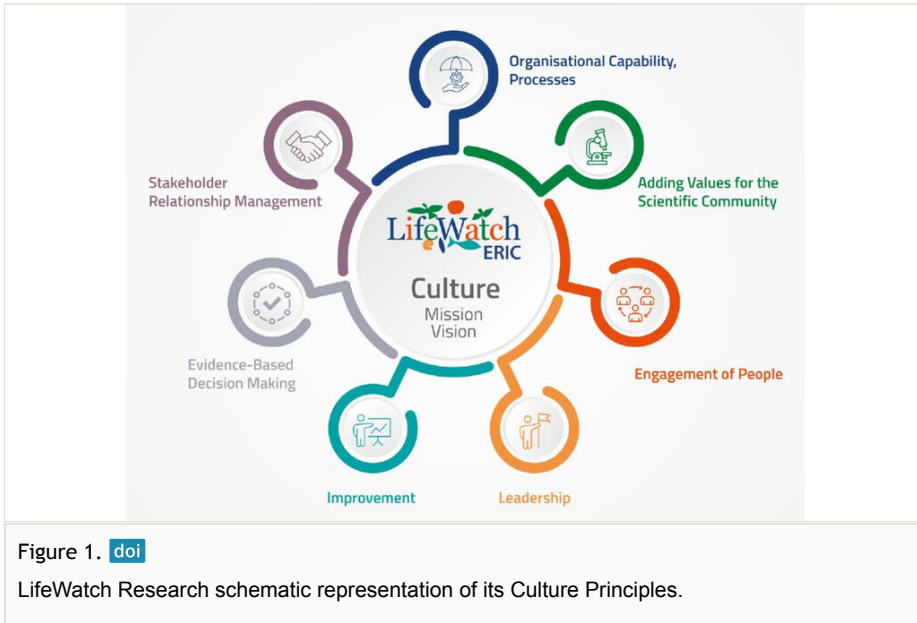 Organisational Capability,
Processes
Stakeholder
Relationship Management
Adding Values for the
Scientific Community
LifeWatch
ERIC
Culture
Mission
Vision
Evidence-Based
Decision Making
Engagement of People
Improvement
Leadership
Figure 1. doi
LifeWatch Research schematic representation of its Culture Principles.